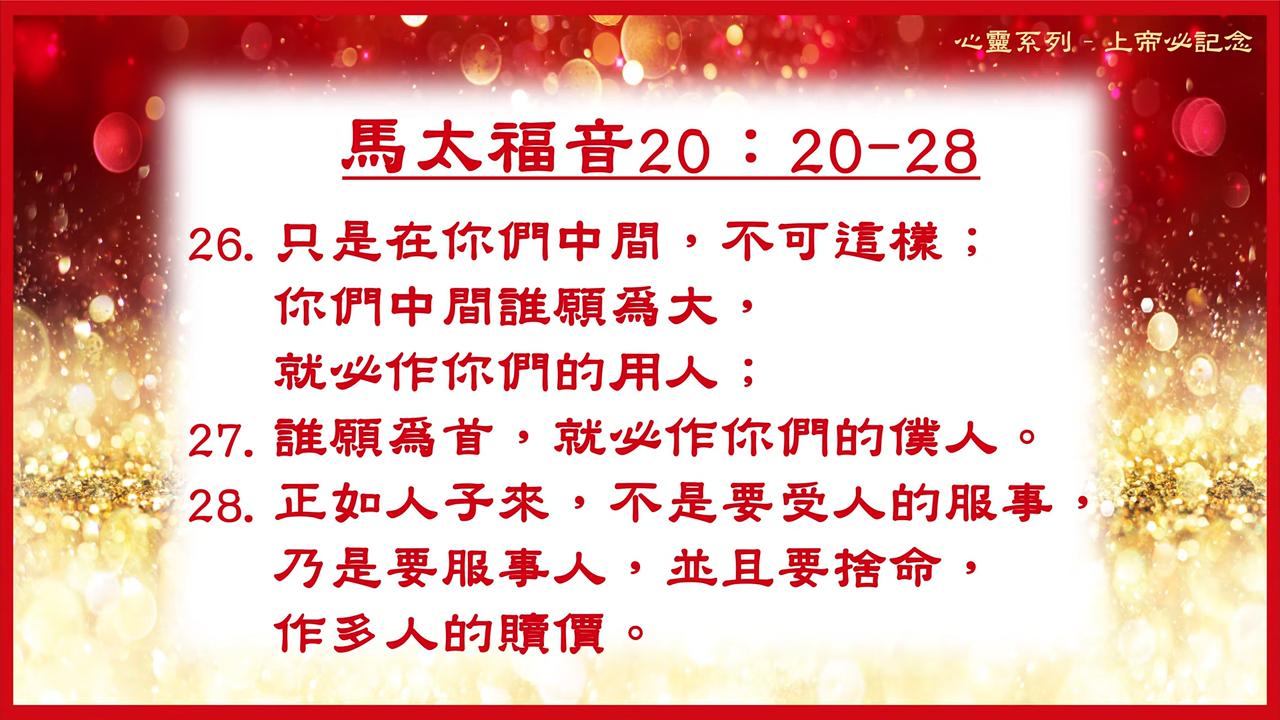 心靈系列 - 上帝必記念
馬太福音20：20-28
26. 只是在你們中間，不可這樣；
你們中間誰願為大，
就必作你們的用人；
27. 誰願為首，就必作你們的僕人。
28. 正如人子來，不是要受人的服事，
乃是要服事人，並且要捨命，
作多人的贖價。